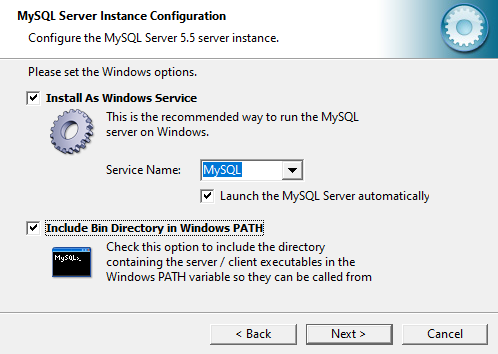 MySQL Server Instance Configuration
Configure the MySQL Server 5.5 server instance.
Please set the Windows options.
Install As Windows Service
This is the recommended way to run the MySQL
server on Windows.
Service Name:
MySQL
Launch the MySQL Server automatically
Include Bin Directory in Windows PATH
MySQL>_
Check this option to include the directory
containing the server / client executables in the
Windows PATH variable so they can be called from
< Back
Next >
Cancel